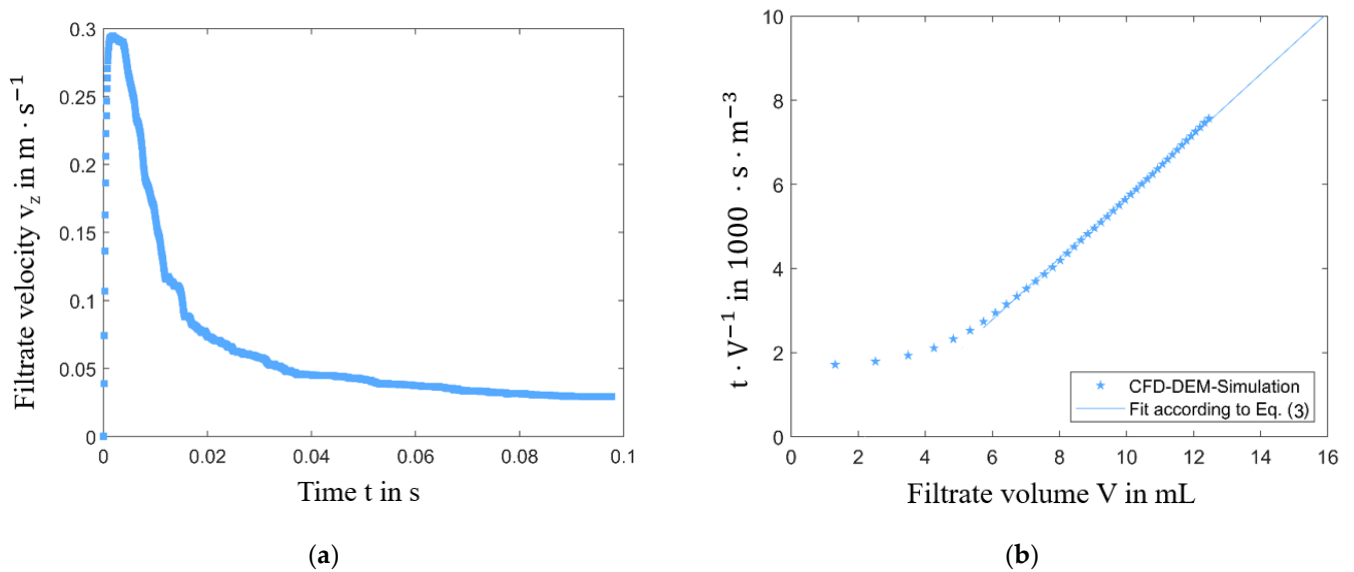 Filtrate velocity v_z in m · s⁻¹
0.3
0.25
0.2
0.15
0.1
0.05
0
0 0.02 0.04 0.06 0.08 0.1
Time t in s
(a)
t · V⁻¹ in 1000 · s · m⁻³
10
8
6
4
2
0
CFD-DEM-Simulation
Fit according to Eq. (3)
0 2 4 6 8 10 12 14 16
Filtrate volume V in mL
(b)